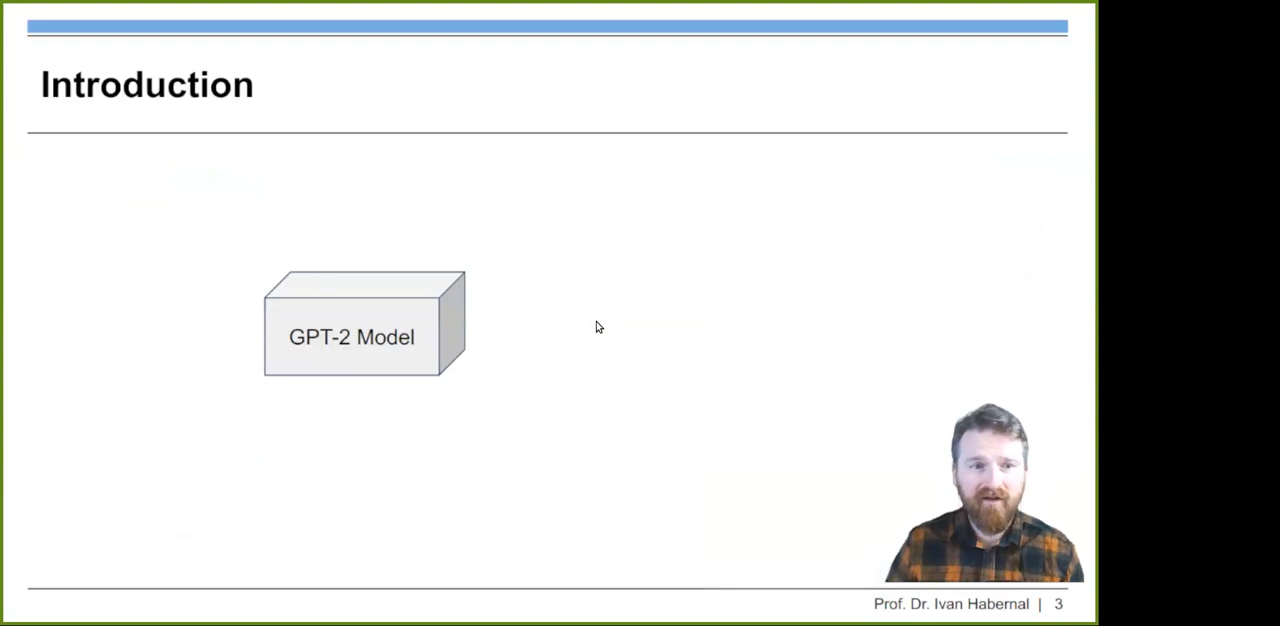 Introduction
GPT-2 Model
Prof. Dr. Ivan Habernal | 3